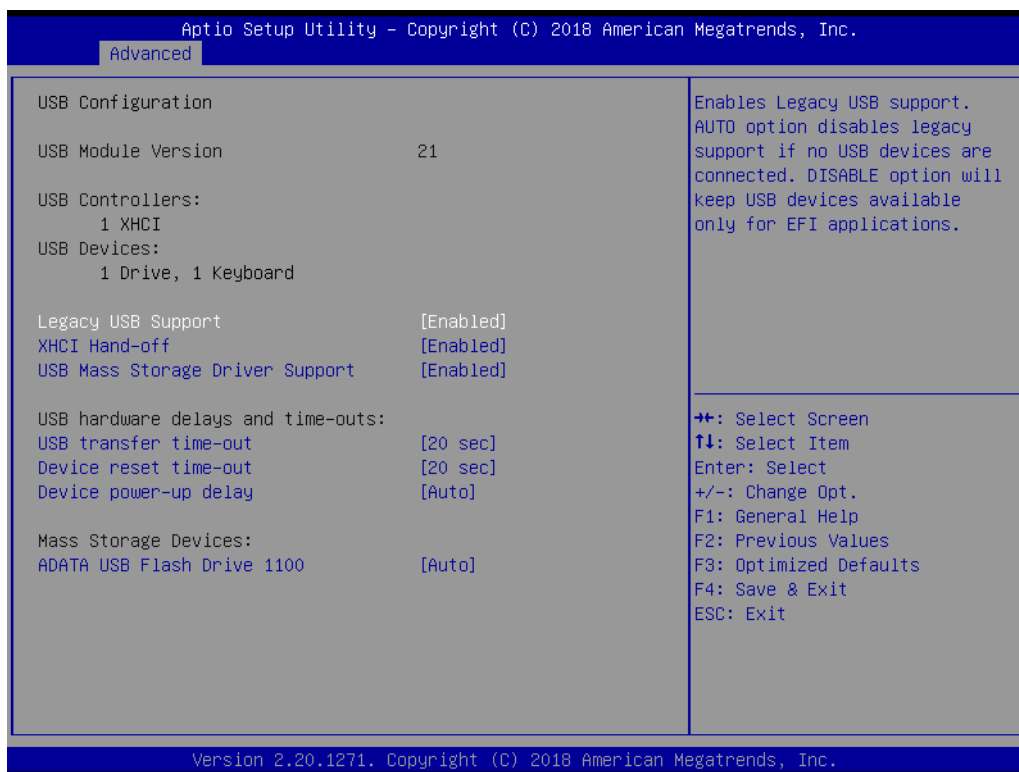 Aptio Setup Utility – Copyright (C) 2018 American Megatrends, Inc.
Advanced
USB Configuration
USB Module Version 21
USB Controllers:
1 XHCI
USB Devices:
1 Drive, 1 Keyboard
Legacy USB Support [Enabled]
XHCI Hand-off [Enabled]
USB Mass Storage Driver Support [Enabled]
USB hardware delays and time-outs:
USB transfer time-out [20 sec]
Device reset time-out [20 sec]
Device power-up delay [Auto]
Mass Storage Devices:
ADATA USB Flash Drive 1100 [Auto]
Enables Legacy USB support.
AUTO option disables legacy
support if no USB devices are
connected. DISABLE option will
keep USB devices available
only for EFI applications.
→←: Select Screen
↑↓: Select Item
Enter: Select
+/-: Change Opt.
F1: General Help
F2: Previous Values
F3: Optimized Defaults
F4: Save & Exit
ESC: Exit
Version 2.20.1271. Copyright (C) 2018 American Megatrends, Inc.